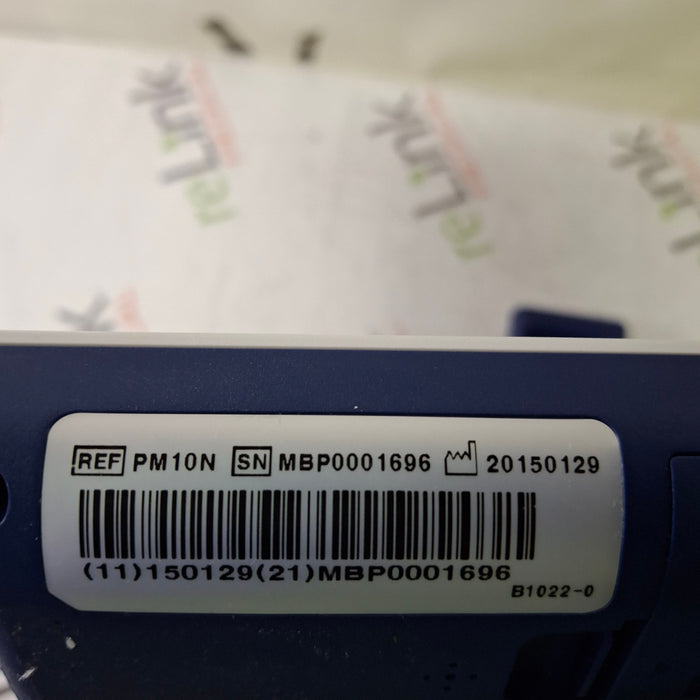 reLink
reLink
reLink
REF PM10N SN MBP0001696 20150129
(11)150129(21)MBP0001696
B1022-0